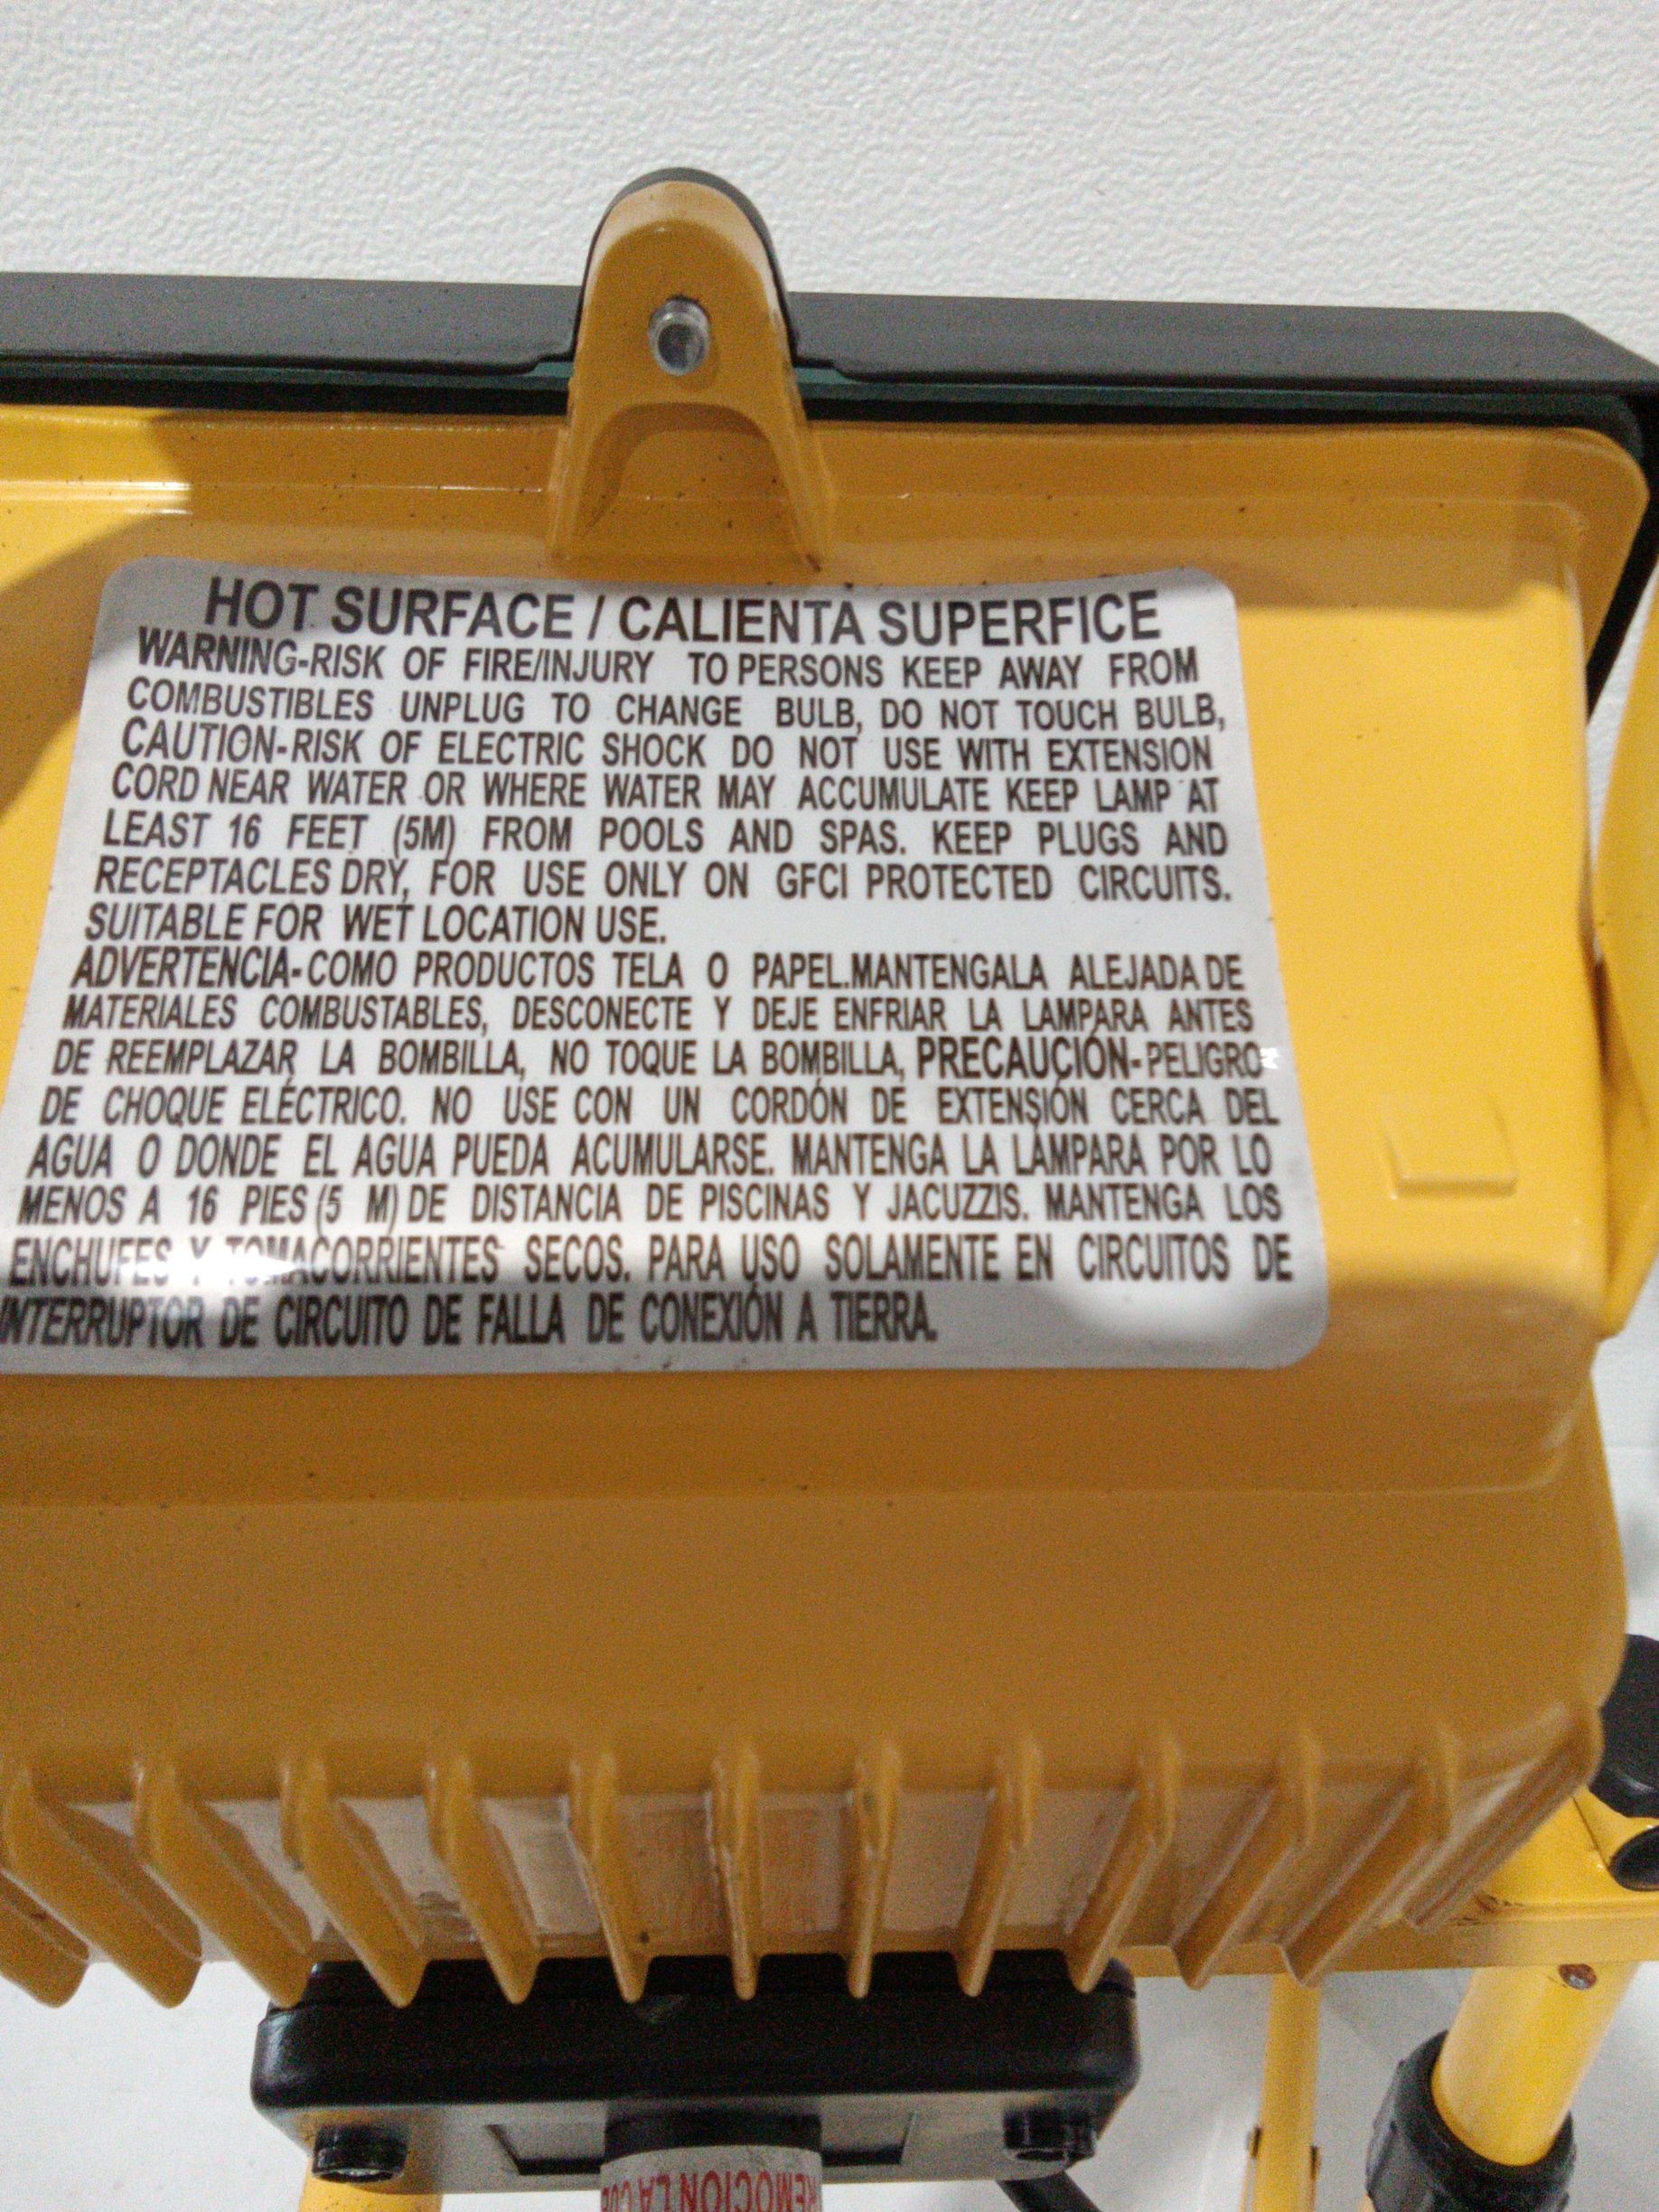 HOT SURFACE / CALIENTA SUPERFICE
WARNING-RISK OF FIRE/INJURY TO PERSONS KEEP AWAY FROM
COMBUSTIBLES UNPLUG TO CHANGE BULB, DO NOT TOUCH BULB,
CAUTION-RISK OF ELECTRIC SHOCK DO NOT USE WITH EXTENSION
CORD NEAR WATER OR WHERE WATER MAY ACCUMULATE KEEP LAMP AT
LEAST 16 FEET (5M) FROM POOLS AND SPAS. KEEP PLUGS AND
RECEPTACLES DRY, FOR USE ONLY ON GFCI PROTECTED CIRCUITS.
SUITABLE FOR WET LOCATION USE.
ADVERTENCIA-COMO PRODUCTOS TELA O PAPEL.MANTENGALA ALEJADA DE
MATERIALES COMBUSTABLES, DESCONECTE Y DEJE ENFRIAR LA LAMPARA ANTES
DE REEMPLAZAR LA BOMBILLA, NO TOQUE LA BOMBILLA, PRECAUCIÓN-PELIGRO
DE CHOQUE ELÉCTRICO. NO USE CON UN CORDÓN DE EXTENSIÓN CERCA DEL
AGUA O DONDE EL AGUA PUEDA ACUMULARSE. MANTENGA LA LÁMPARA POR LO
MENOS A 16 PIES (5 M) DE DISTANCIA DE PISCINAS Y JACUZZIS. MANTENGA LOS
ENCHUFES Y TOMACORRIENTES SECOS. PARA USO SOLAMENTE EN CIRCUITOS DE
INTERRUPTOR DE CIRCUITO DE FALLA DE CONEXIÓN A TIERRA.
REMOCION LA